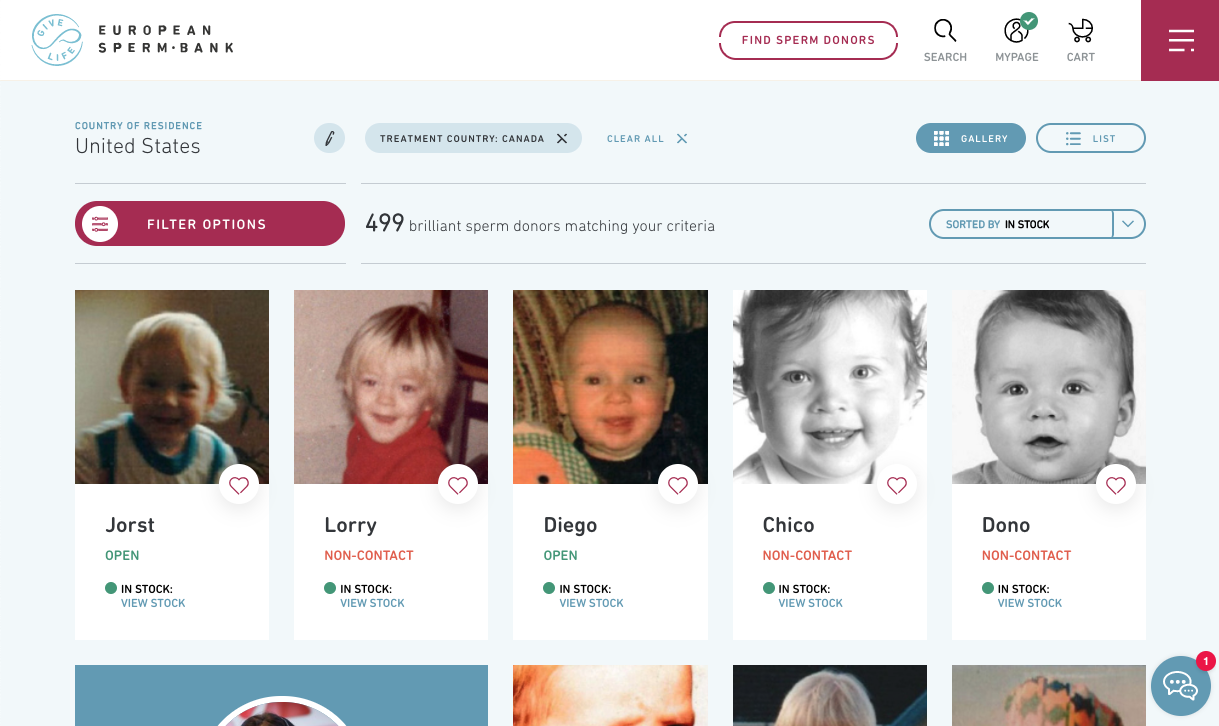 GIVE
LIFE
EUROPEAN
SPERM·BANK
FIND SPERM DONORS
SEARCH
MYPAGE
CART
COUNTRY OF RESIDENCE
United States
TREATMENT COUNTRY: CANADA
CLEAR ALL
GALLERY
LIST
FILTER OPTIONS
499 brilliant sperm donors matching your criteria
SORTED BY IN STOCK
Jorst
OPEN
IN STOCK:
VIEW STOCK
Lorry
NON-CONTACT
IN STOCK:
VIEW STOCK
Diego
OPEN
IN STOCK:
VIEW STOCK
Chico
NON-CONTACT
IN STOCK:
VIEW STOCK
Dono
NON-CONTACT
IN STOCK:
VIEW STOCK
1